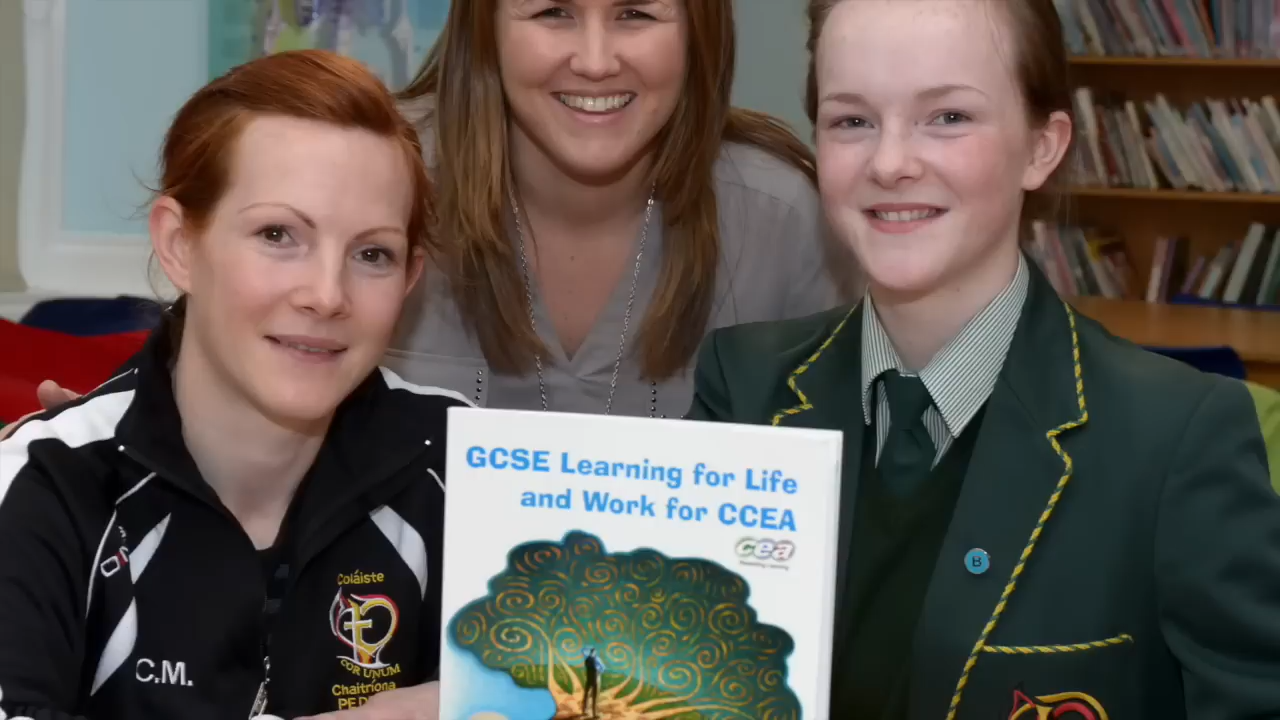 GCSE Learning for Life
and Work for CCEA
cea
Coláiste
COR UNUM
Chaitríona
C.M.
B